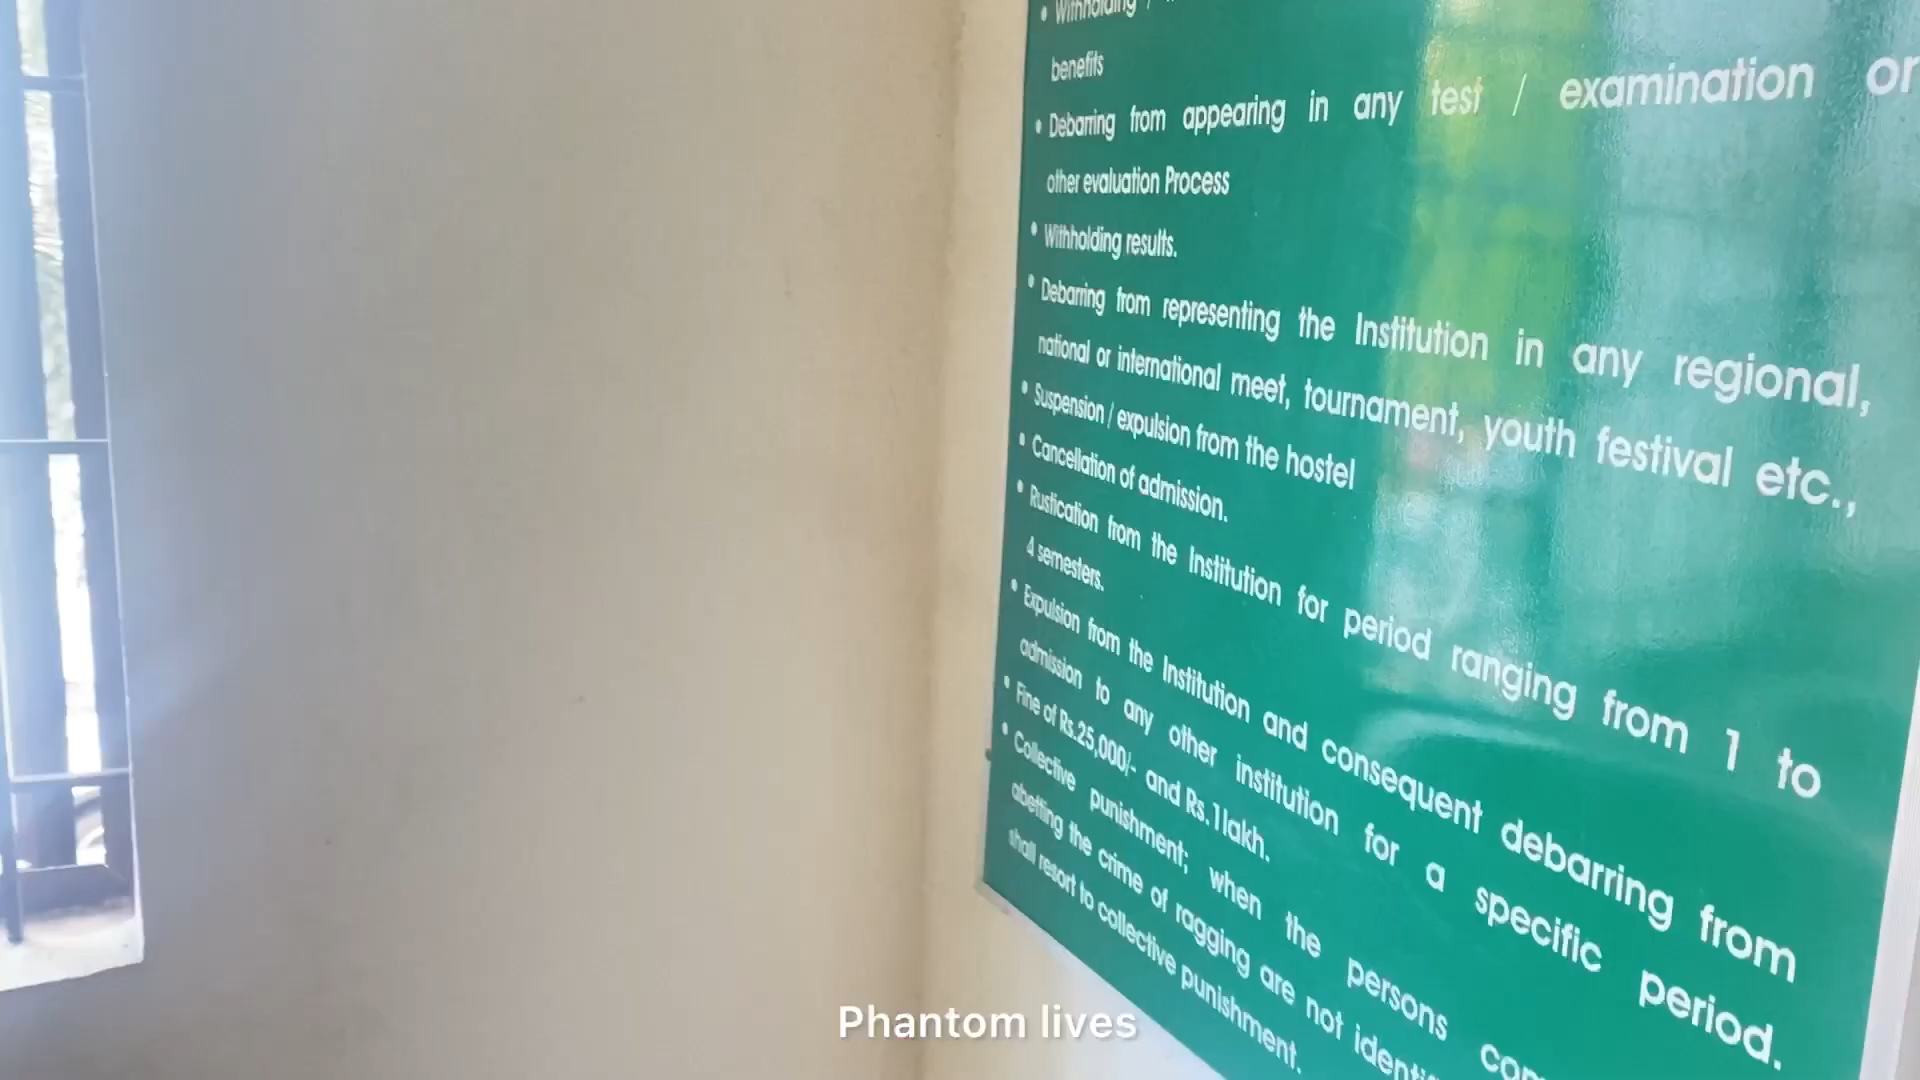 • Withholding /
benefits
• Debarring from appearing in any test / examination or
other evaluation Process
• Withholding results.
• Debarring from representing the Institution in any regional,
national or international meet, tournament, youth festival etc.,
• Suspension / expulsion from the hostel
• Cancellation of admission.
• Rustication from the Institution for period ranging from 1 to
4 semesters.
• Expulsion from the Institution and consequent debarring from
admission to any other institution for a specific period.
• Fine of Rs.25,000/- and Rs.1lakh.
• Collective punishment; when the persons
abetting the crime of ragging are not
shall resort to collective punishment.
Phantom lives